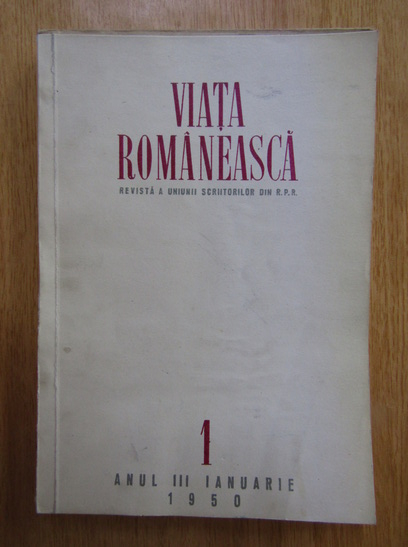 VIAȚA
ROMÂNEASCĂ
REVISTĂ A UNIUNII SCRIITORILOR DIN R.P.R.
1
ANUL III IANUARIE
1950